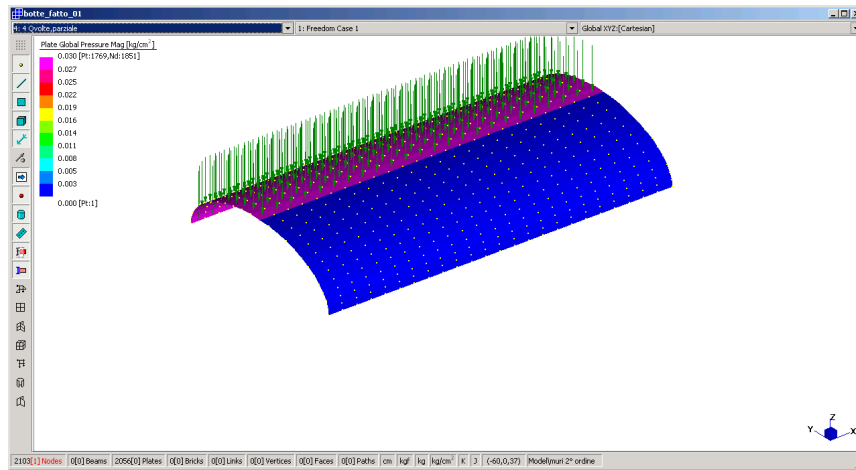 botte_fatto_01
4: 4 Qvolte,parziale
1: Freedom Case 1
Global XYZ:[Cartesian]
Plate Global Pressure Mag [kg/cm²]
0.030 [Pt:1769,Nd:1851]
0.027
0.025
0.022
0.019
0.016
0.014
0.011
0.008
0.005
0.003
0.000 [Pt:1]
Z
Y
X
2103[1] Nodes 0[0] Beams 2056[0] Plates 0[0] Bricks 0[0] Links 0[0] Vertices 0[0] Faces 0[0] Paths cm kgf kg kg/cm² K J (-60,0,37) Model\muri 2° ordine